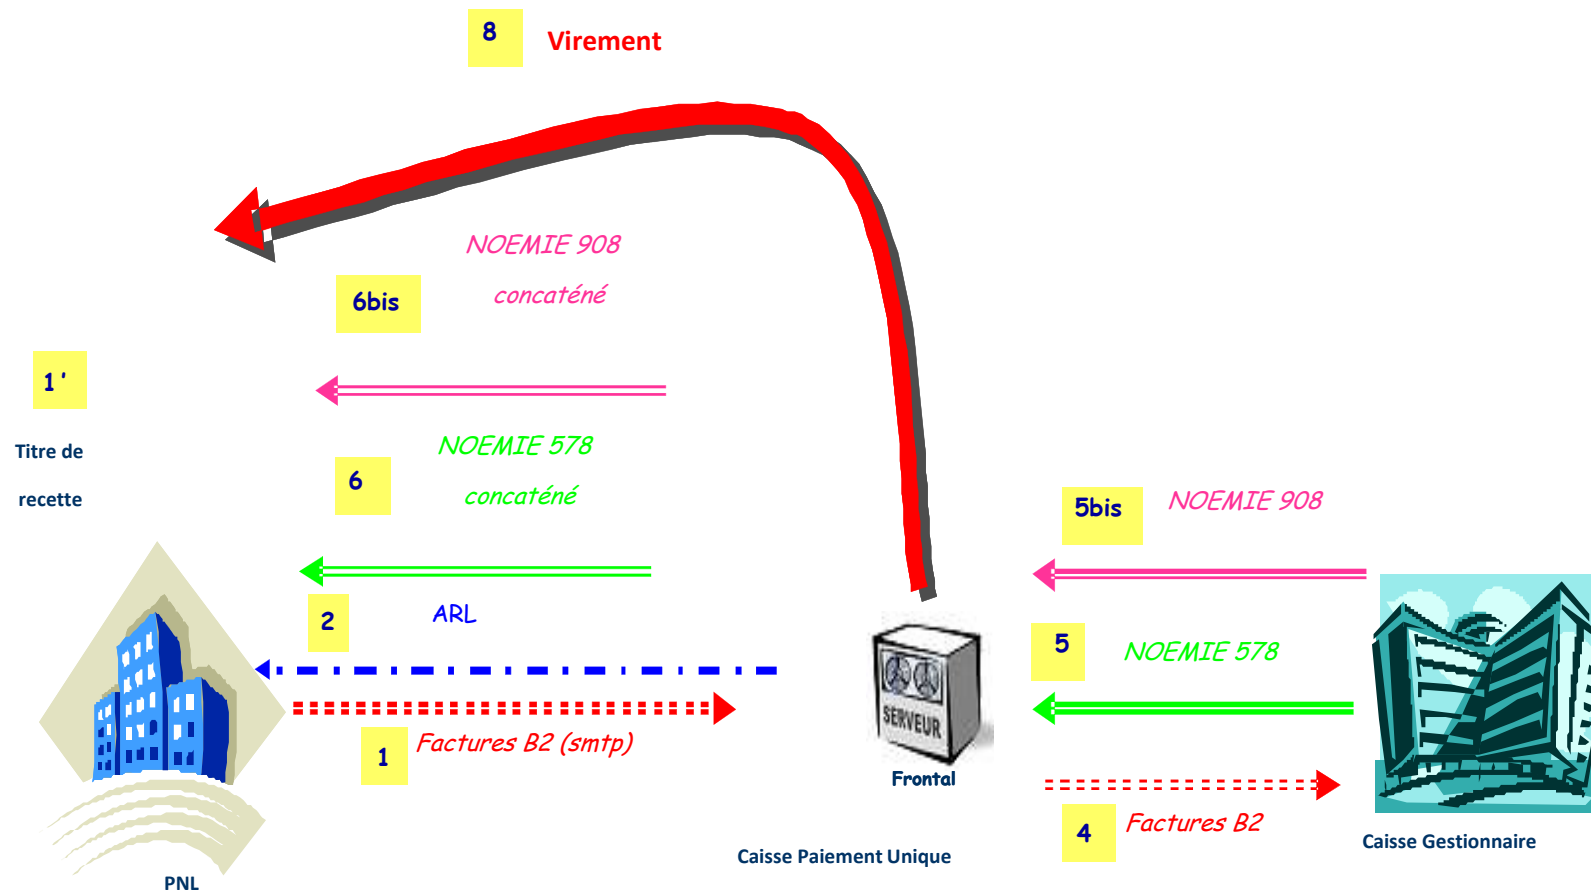 8
Virement
NOEMIE 908
concaténé
6bis
1'
Titre de
recette
NOEMIE 578
concaténé
6
5bis
NOEMIE 908
2
ARL
5
NOEMIE 578
SERVEUR
Frontal
1
Factures B2 (smtp)
4
Factures B2
Caisse Gestionnaire
Caisse Paiement Unique
PNL